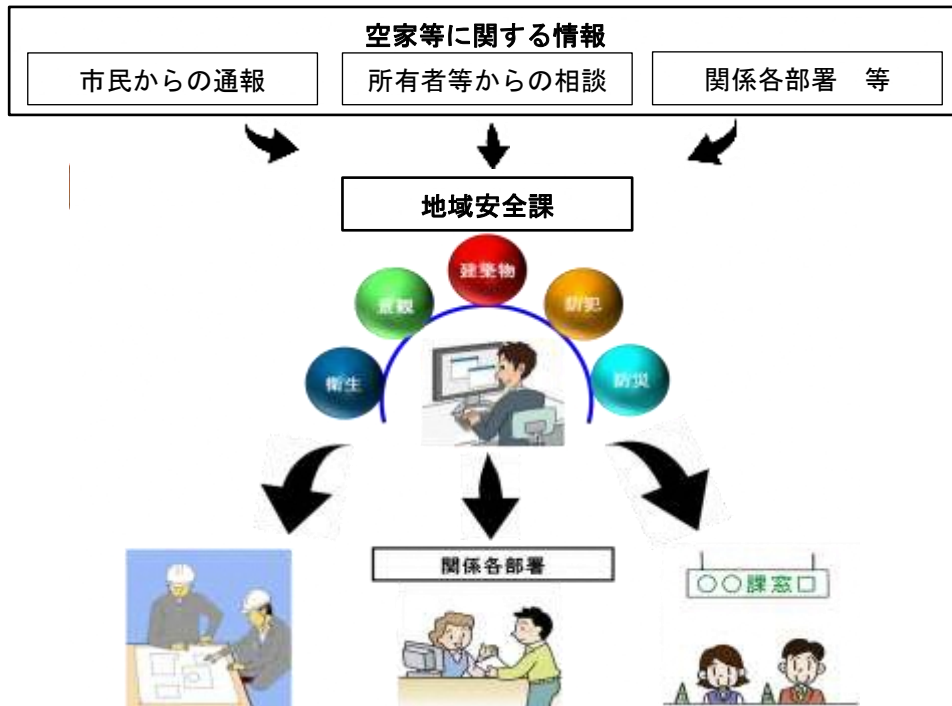 空家等に関する情報
市民からの通報
所有者等からの相談
関係各部署　等
地域安全課
建築物
景観
防犯
衛生
防災
関係各部署
〇〇課窓口